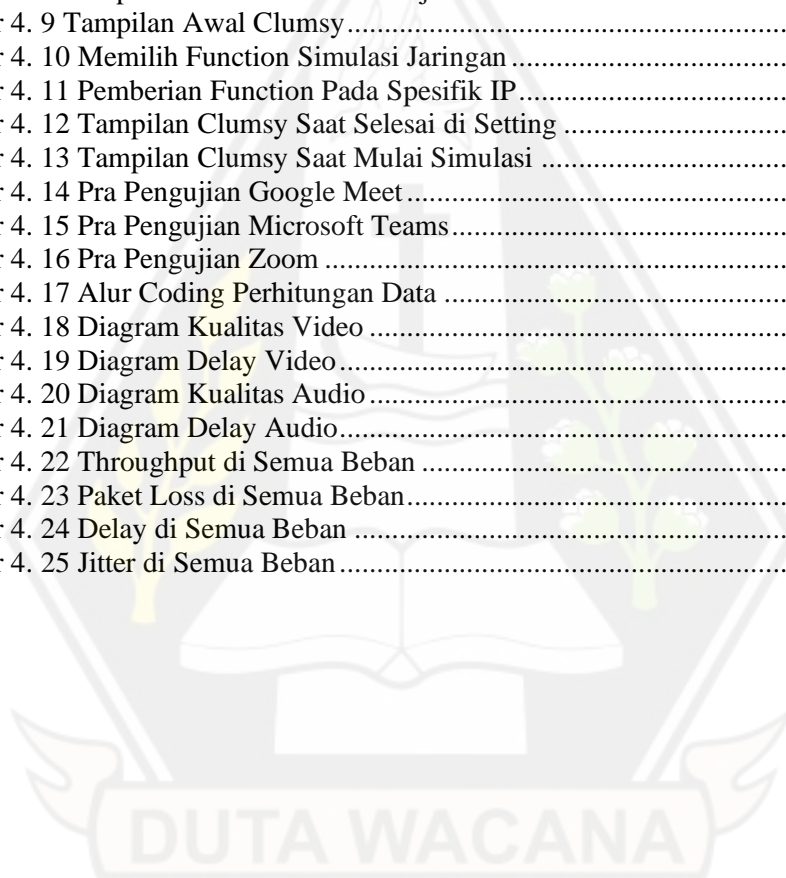 r 4. 9 Tampilan Awal Clumsy
r 4. 10 Memilih Function Simulasi Jaringan
r 4. 11 Pemberian Function Pada Spesifik IP
r 4. 12 Tampilan Clumsy Saat Selesai di Setting
r 4. 13 Tampilan Clumsy Saat Mulai Simulasi
r 4. 14 Pra Pengujian Google Meet
r 4. 15 Pra Pengujian Microsoft Teams
r 4. 16 Pra Pengujian Zoom
r 4. 17 Alur Coding Perhitungan Data
r 4. 18 Diagram Kualitas Video
r 4. 19 Diagram Delay Video
r 4. 20 Diagram Kualitas Audio
r 4. 21 Diagram Delay Audio
r 4. 22 Throughput di Semua Beban
r 4. 23 Paket Loss di Semua Beban
r 4. 24 Delay di Semua Beban
r 4. 25 Jitter di Semua Beban
DUTA WACANA